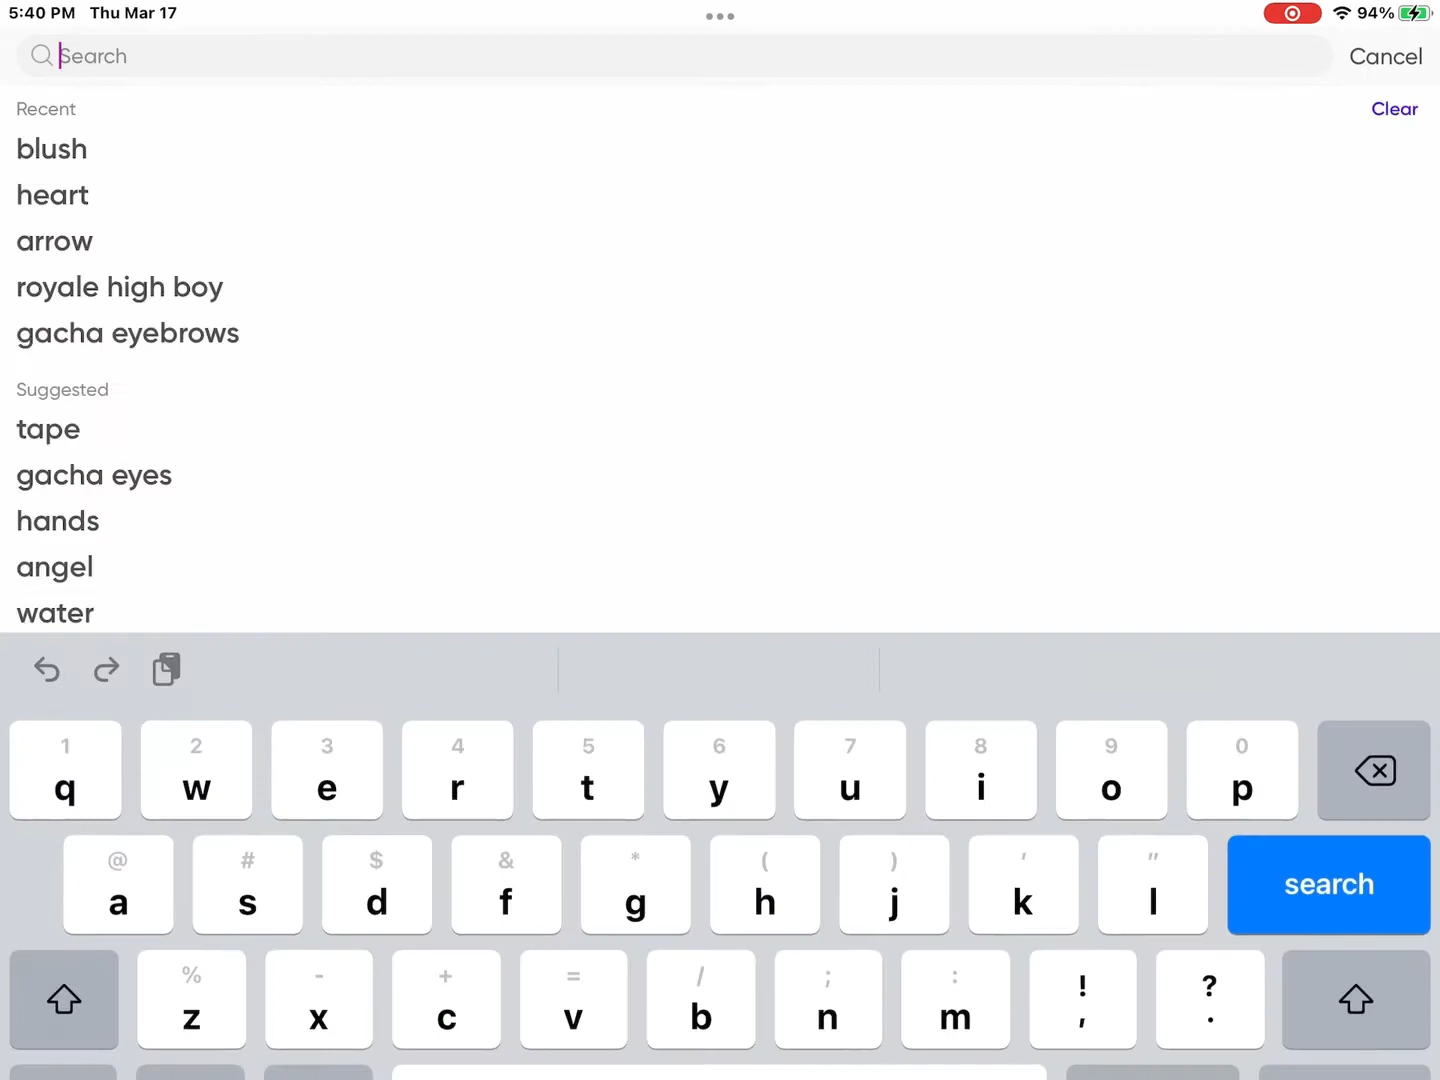 5:40 PM Thu Mar 17
94%
Search
Cancel
Recent
Clear
blush
heart
arrow
royale high boy
gacha eyebrows
Suggested
tape
gacha eyes
hands
angel
water
1 2 3 4 5 6 7 8 9 0
q w e r t y u i o p
@ # $ & * ( ) ' "
a s d f g h j k l
search
% - + = / ; : ! ?
z x c v b n m , .